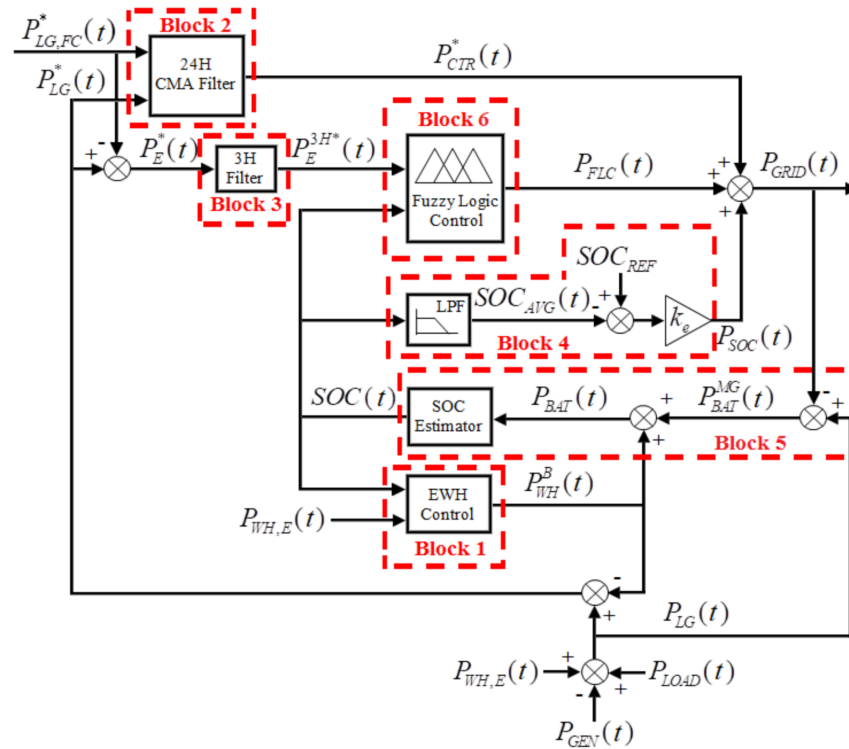 Block 2
P*LG,FC(t)
24H
CMA Filter
P*CTR(t)
P*LG(t)
Block 6
P*E(t)
3H
Filter
P3H*E(t)
Block 3
Fuzzy Logic
Control
PFLC(t)
PGRID(t)
SOCREF
LPF
SOCAVG(t)
ke
Block 4
PSOC(t)
SOC(t)
SOC
Estimator
PBAT(t)
PMGBAT(t)
Block 5
EWH
Control
PBWH(t)
PWH,E(t)
Block 1
PLG(t)
PWH,E(t)
PLOAD(t)
PGEN(t)